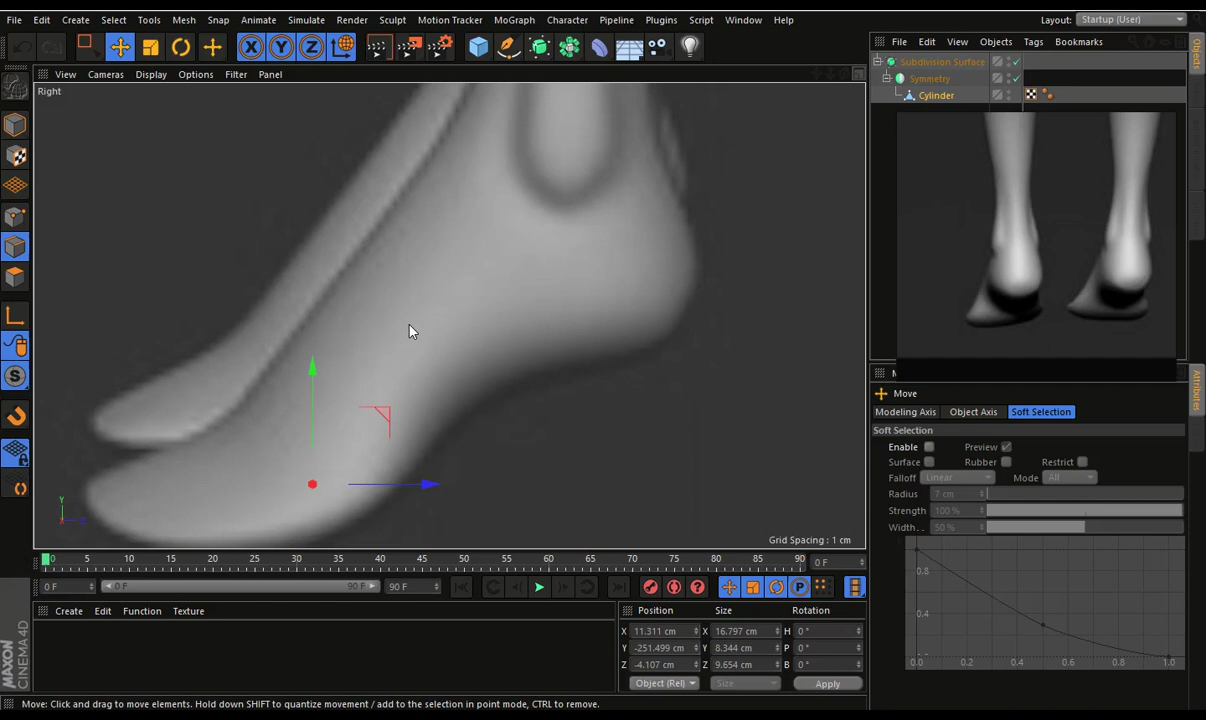 File Edit Create Select Tools Mesh Snap Animate Simulate Render Sculpt Motion Tracker MoGraph Character Pipeline Plugins Script Window Help
Layout: Startup (User)
X Y Z
File Edit View Objects Tags Bookmarks
Objects
Subdivision Surface
Symmetry
Cylinder
View Cameras Display Options Filter Panel
Right
Y
Grid Spacing : 1 cm
Attributes
Move
Modeling Axis Object Axis Soft Selection
Soft Selection
Enable Preview
Surface Rubber Restrict
Falloff Linear Mode All
Radius 7 cm
Strength 100 %
Width.. 50 %
0.8
0.4
0.0 0.2 0.4 0.6 0.8 1.0
0 5 10 15 20 25 30 35 40 45 50 55 60 65 70 75 80 85 90 0 F
0 F 0 F 90 F 90 F
P
S
Create Edit Function Texture
Position Size Rotation
X 11.311 cm X 16.797 cm H 0 °
Y -251.499 cm Y 8.344 cm P 0 °
Z -4.107 cm Z 9.654 cm B 0 °
Object (Rel) Size Apply
MAXON
CINEMA 4D
Move: Click and drag to move elements. Hold down SHIFT to quantize movement / add to the selection in point mode, CTRL to remove.